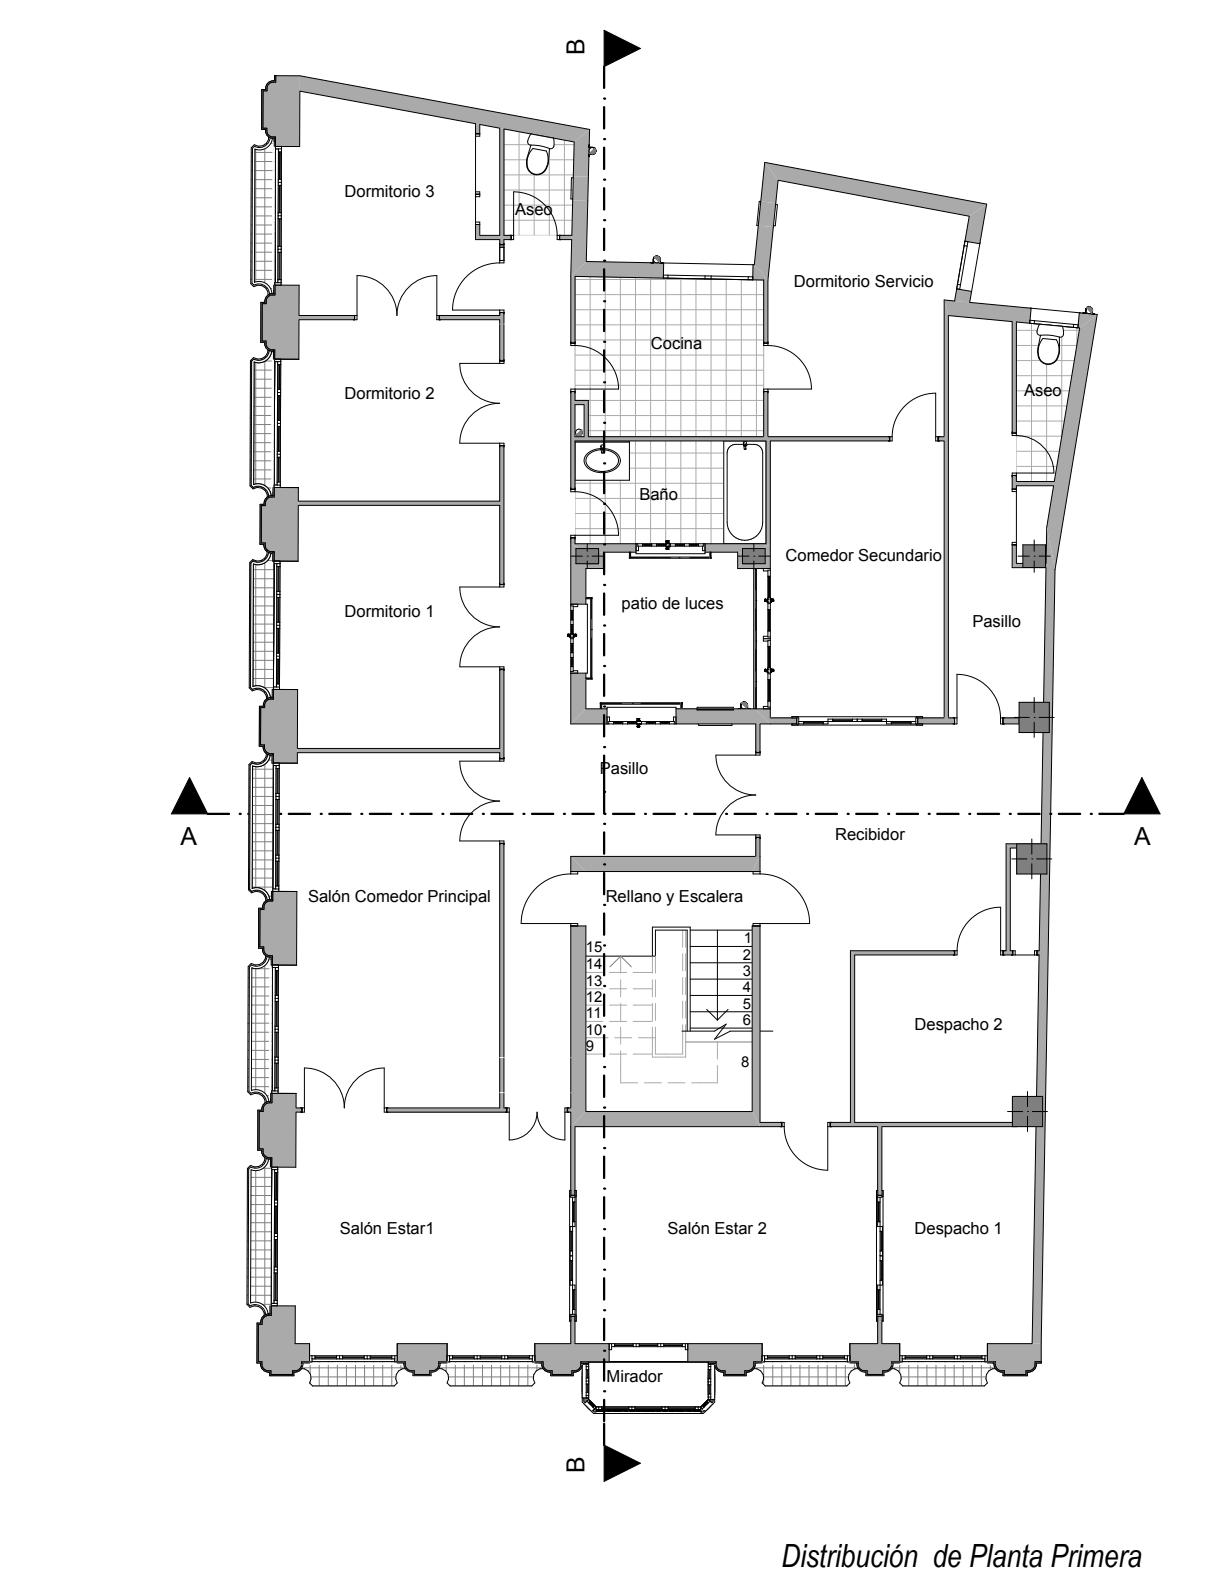 B
Dormitorio 3
Aseo
Dormitorio Servicio
Cocina
Dormitorio 2
Aseo
Baño
Comedor Secundario
patio de luces
Dormitorio 1
Pasillo
Pasillo
A
Recibidor
A
Salón Comedor Principal
Rellano y Escalera
1
15
2
14
3
13
4
12
5
11
6
10
9
8
Despacho 2
Salón Estar1
Salón Estar 2
Despacho 1
Mirador
B
Distribución de Planta Primera